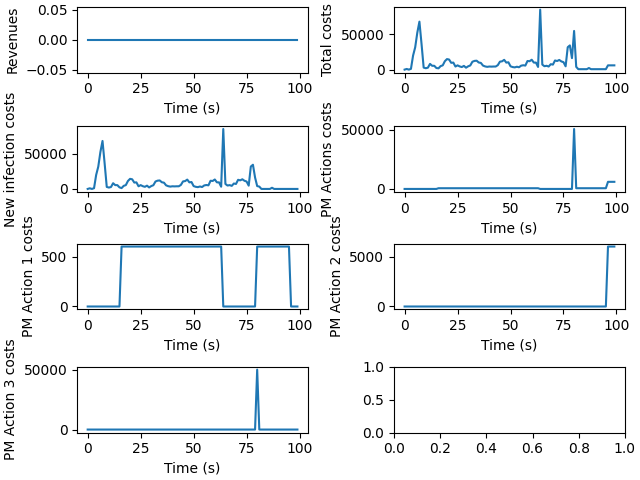 Revenues
0.05
0.00
−0.05
0 25 50 75 100
Time (s)
Total costs
50000
0
0 25 50 75 100
Time (s)
New infection costs
50000
0
0 25 50 75 100
Time (s)
PM Actions costs
50000
0
0 25 50 75 100
Time (s)
PM Action 1 costs
500
0
0 25 50 75 100
Time (s)
PM Action 2 costs
5000
0
0 25 50 75 100
Time (s)
PM Action 3 costs
50000
0
0 25 50 75 100
Time (s)
1.0
0.5
0.0
0.0 0.2 0.4 0.6 0.8 1.0